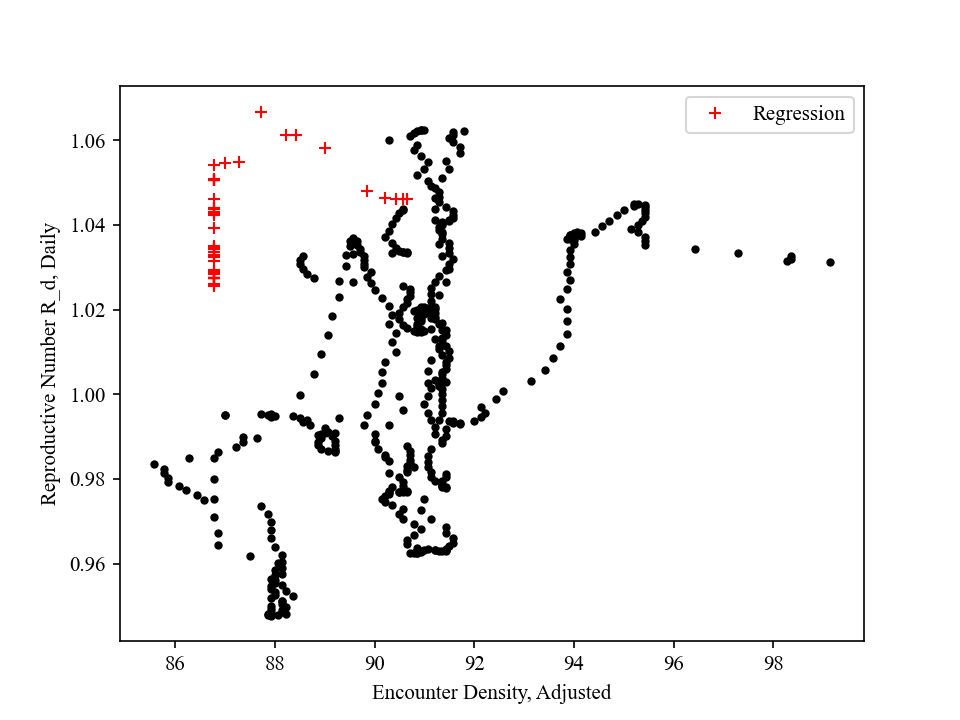 Regression
1.06
1.04
1.02
1.00
0.98
0.96
Reproductive Number R_d, Daily
86 88 90 92 94 96 98
Encounter Density, Adjusted